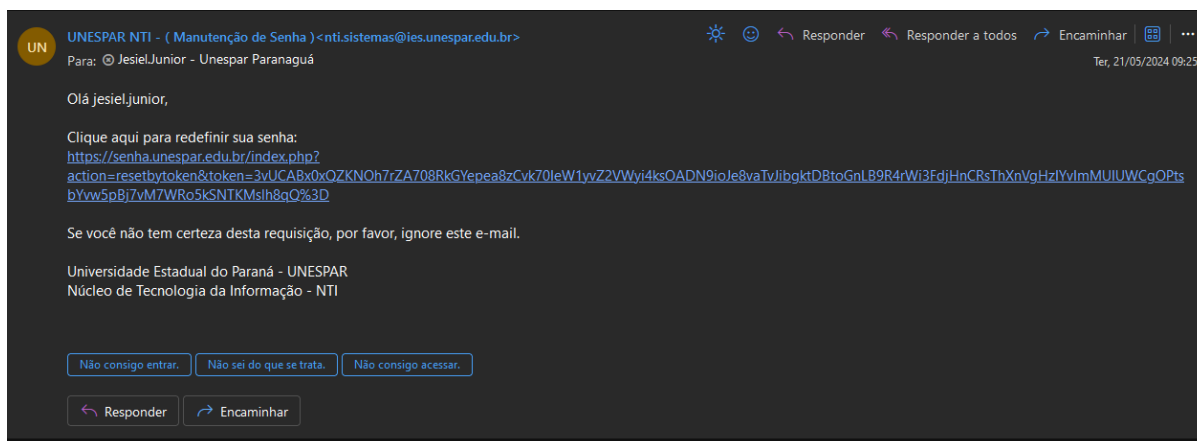 UN
UNESPAR NTI - ( Manutenção de Senha )<nti.sistemas@ies.unespar.edu.br>
Responder
Responder a todos
Encaminhar
Para: Jesiel.Junior - Unespar Paranaguá
Ter, 21/05/2024 09:25
Olá jesiel.junior,
Clique aqui para redefinir sua senha:
https://senha.unespar.edu.br/index.php?
action=resetbytoken&token=3vUCABx0xQZKNOh7rZA708RkGYepea8zCvk70IeW1yvZ2VWyi4ksOADN9ioJe8vaTvJibgktDBtoGnLB9R4rWi3FdjHnCRsThXnVgHzIYvImMUIUWCgOPts
bYvw5pBj7vM7WRo5kSNTKMslh8qQ%3D
Se você não tem certeza desta requisição, por favor, ignore este e-mail.
Universidade Estadual do Paraná - UNESPAR
Núcleo de Tecnologia da Informação - NTI
Não consigo entrar.
Não sei do que se trata.
Não consigo acessar.
Responder
Encaminhar